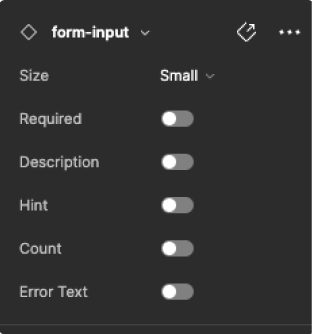 form-input
Size Small
Required
Description
Hint
Count
Error Text